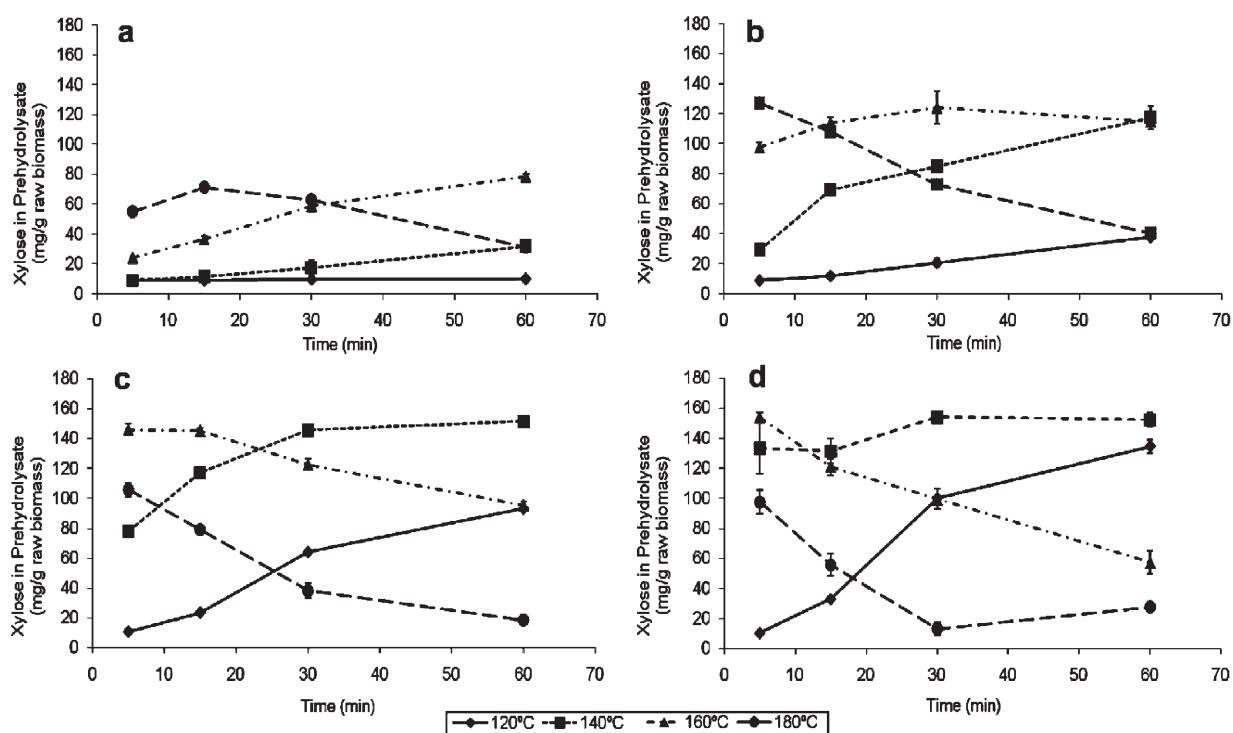 a
180
160
140
120
100
80
60
40
20
0
Xylose in Prehydrolysate
(mg/g raw biomass)
0 10 20 30 40 50 60 70
Time (min)
b
180
160
140
120
100
80
60
40
20
0
Xylose in Prehydrolysate
(mg/g raw biomass)
0 10 20 30 40 50 60 70
Time (min)
c
180
160
140
120
100
80
60
40
20
0
Xylose in Prehydrolysate
(mg/g raw biomass)
0 10 20 30 40 50 60 70
Time (min)
d
180
160
140
120
100
80
60
40
20
0
Xylose in Prehydrolysate
(mg/g raw biomass)
0 10 20 30 40 50 60 70
Time (min)
120ºC 140ºC 160ºC 180ºC